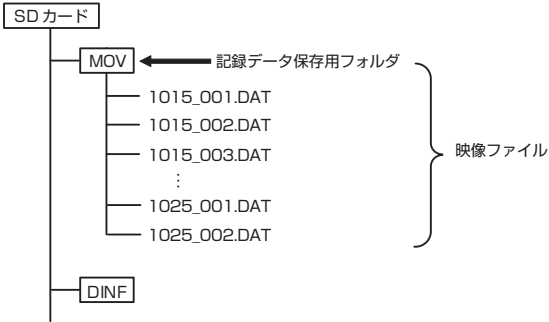 SDカード
MOV
記録データ保存用フォルダ
1015_001.DAT
1015_002.DAT
1015_003.DAT
⋮
1025_001.DAT
1025_002.DAT
映像ファイル
DINF